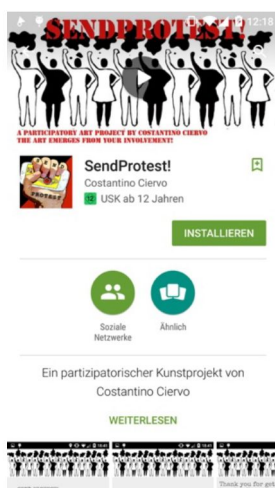 SENDPROTEST!
12:18
A PARTICIPATORY ART PROJECT BY COSTANTINO CIERVO
THE ART EMERGES FROM YOUR INVOLVEMENT!
SendProtest!
Costantino Ciervo
12 USK ab 12 Jahren
INSTALLIEREN
Soziale
Netzwerke
Ähnlich
Ein partizipatorischer Kunstprojekt von
Costantino Ciervo
WEITERLESEN